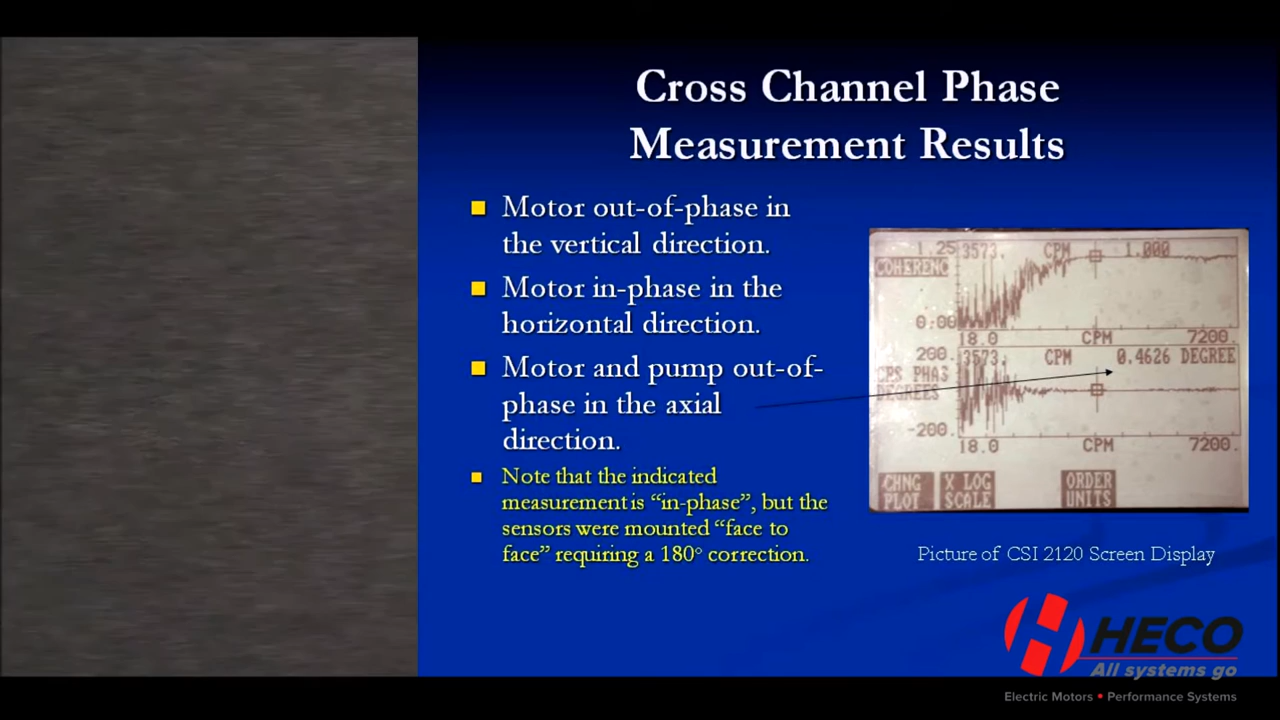 Cross Channel Phase
Measurement Results
Motor out-of-phase in
the vertical direction.
Motor in-phase in the
horizontal direction.
Motor and pump out-of-
phase in the axial
direction.
Note that the indicated
measurement is “in-phase”, but the
sensors were mounted “face to
face” requiring a 180° correction.
1.25 3573. CPM 1.000
COHERENC
0.00
18.0 CPM 7200.
200. 3573. CPM 0.4626 DEGREE
CPS PHAS
DEGREES
-200.
18.0 CPM 7200.
CHNG X LOG ORDER
PLOT SCALE UNITS
Picture of CSI 2120 Screen Display
HECO
All systems go
Electric Motors • Performance Systems